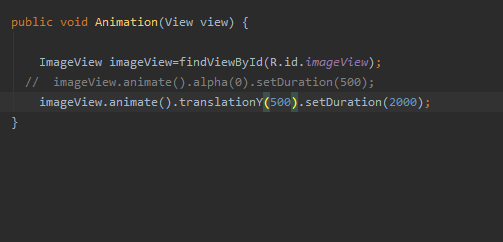 public void Animation(View view) {
ImageView imageView=findViewById(R.id.imageView);
//  imageView.animate().alpha(0).setDuration(500);
imageView.animate().translationY(500).setDuration(2000);
}